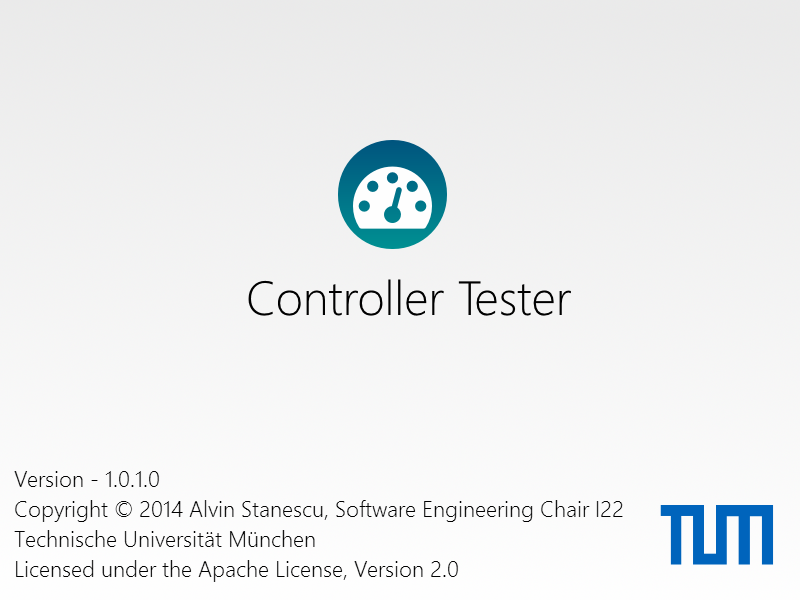 Controller Tester
Version - 1.0.1.0
Copyright © 2014 Alvin Stanescu, Software Engineering Chair I22
Technische Universität München
Licensed under the Apache License, Version 2.0
TUM